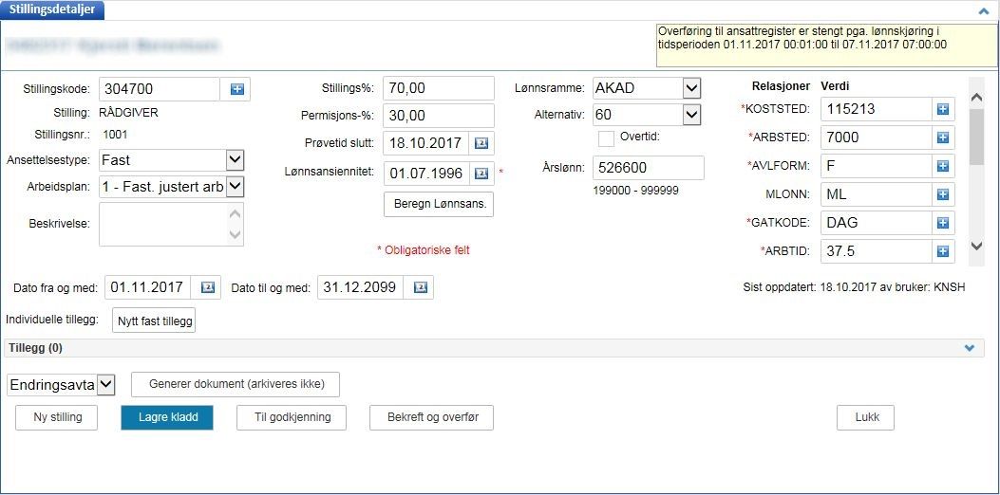 Stillingsdetaljer
Overføring til ansattregister er stengt pga. lønnskjøring i
tidsperioden 01.11.2017 00:01:00 til 07.11.2017 07:00:00
Stillingskode: 304700
Stilling: RÅDGIVER
Stillingsnr.: 1001
Ansettelsestype: Fast
Arbeidsplan: 1 - Fast. justert arb
Beskrivelse:
Stillings%: 70,00
Permisjons-%: 30,00
Prøvetid slutt: 18.10.2017
Lønnsansiennitet: 01.07.1996 *
Beregn Lønnsans.
* Obligatoriske felt
Lønnsramme: AKAD
Alternativ: 60
Overtid:
Årslønn: 526600
199000 - 999999
Relasjoner Verdi
*KOSTSTED: 115213
*ARBSTED: 7000
*AVLFORM: F
MLONN: ML
*GATKODE: DAG
*ARBTID: 37.5
Dato fra og med: 01.11.2017 Dato til og med: 31.12.2099
Sist oppdatert: 18.10.2017 av bruker: KNSH
Individuelle tillegg: Nytt fast tillegg
Tillegg (0)
Endringsavta Generer dokument (arkiveres ikke)
Ny stilling Lagre kladd Til godkjenning Bekreft og overfør Lukk